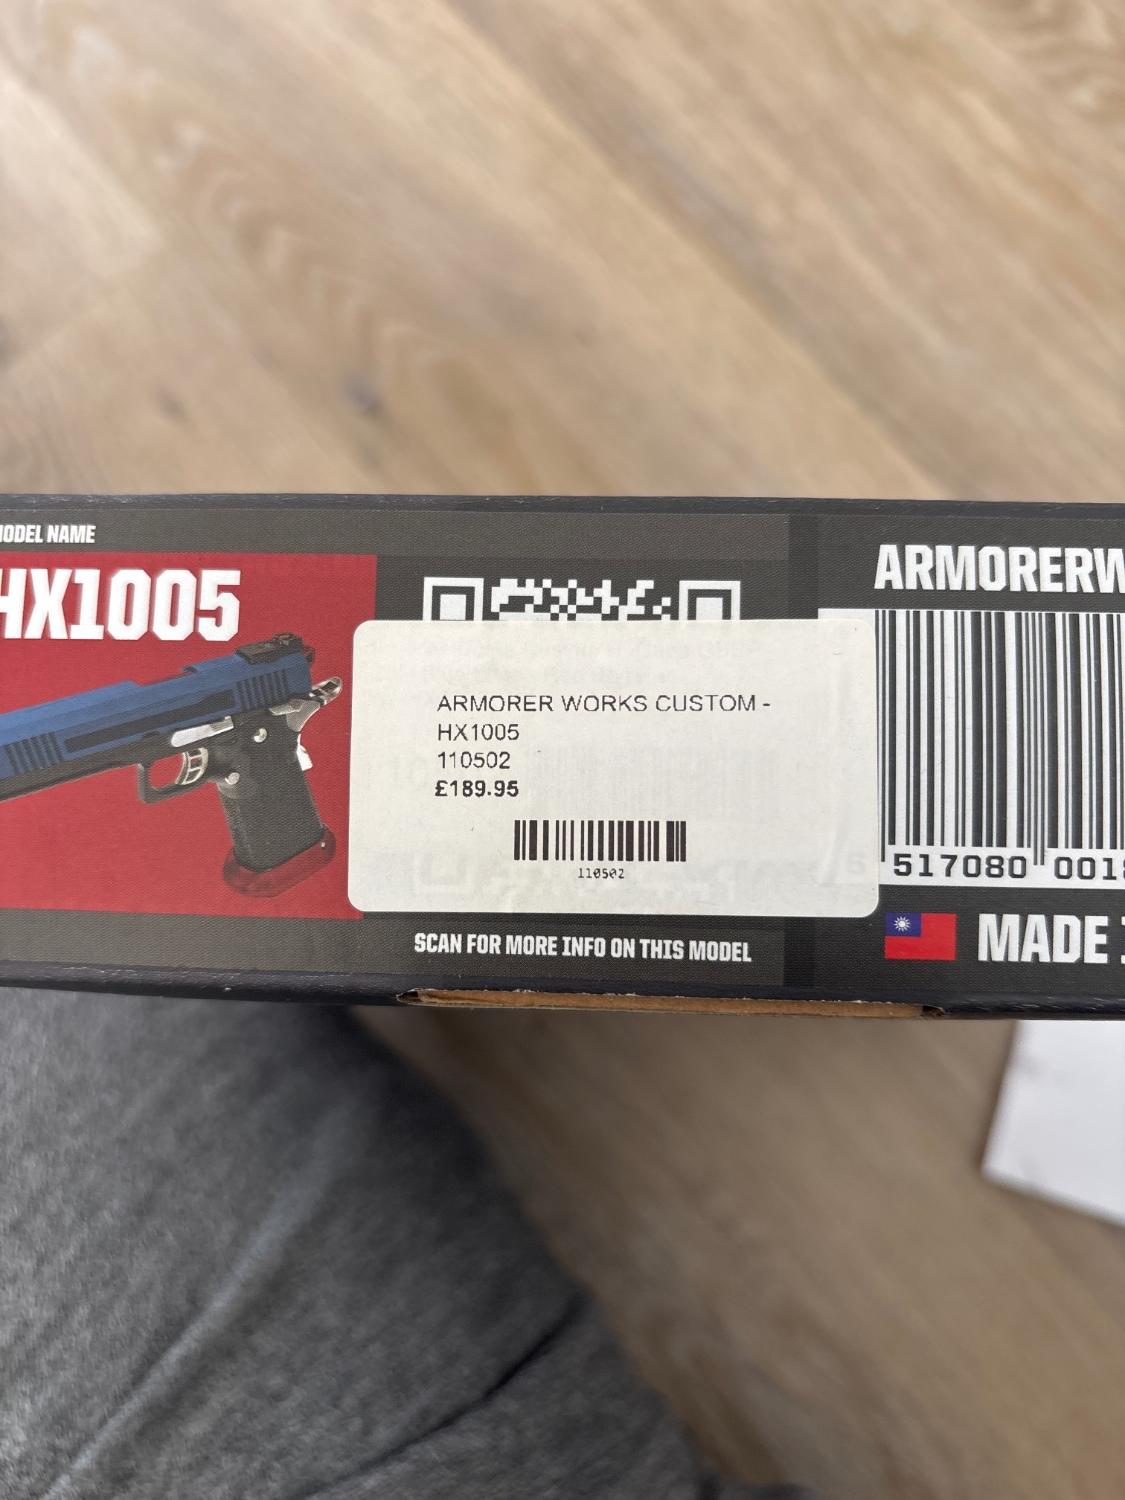 MODEL NAME
HX1005
ARMORER WORKS CUSTOM -
HX1005
110502
£189.95
110502
SCAN FOR MORE INFO ON THIS MODEL
ARMORERW
517080 001
MADE